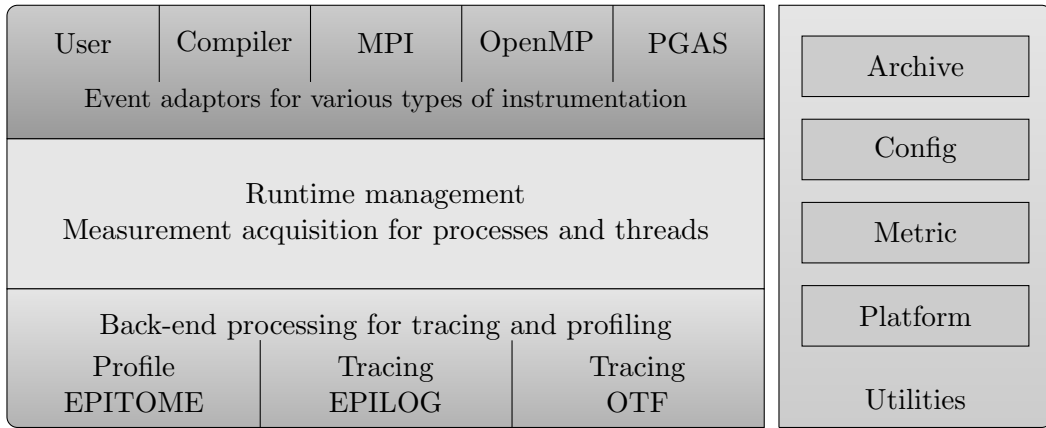 User Compiler MPI OpenMP PGAS
Event adaptors for various types of instrumentation
Runtime management
Measurement acquisition for processes and threads
Back-end processing for tracing and profiling
Profile Tracing Tracing
EPITOME EPILOG OTF
Archive
Config
Metric
Platform
Utilities